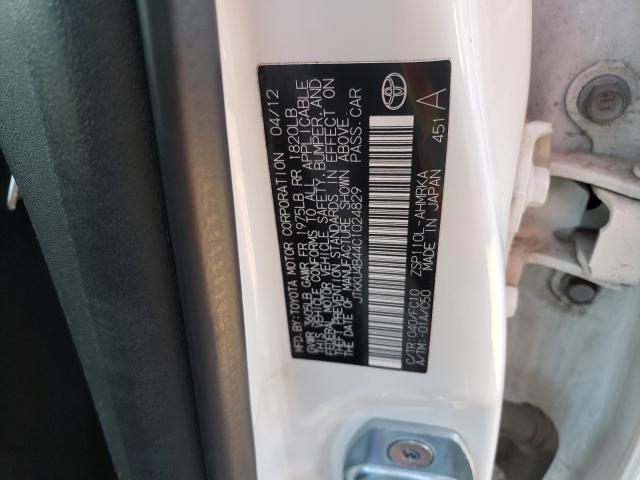 MFD.BY:TOYOTA MOTOR CORPORATION 04/12
GVWR 3605LB GAWR FR 1975LB RR 1820LB
THIS VEHICLE CONFORMS TO ALL APPLICABLE
FEDERAL MOTOR VEHICLE SAFETY, BUMPER, AND
THEFT PREVENTION STANDARDS IN EFFECT ON
THE DATE OF MANUFACTURE SHOWN ABOVE.
JTKKU4B44C1024829 PASS.CAR
C/TR:040/FC10 ZSP110L-AHMRKA
A/TM:-01A/C50 MADE IN JAPAN
451 A